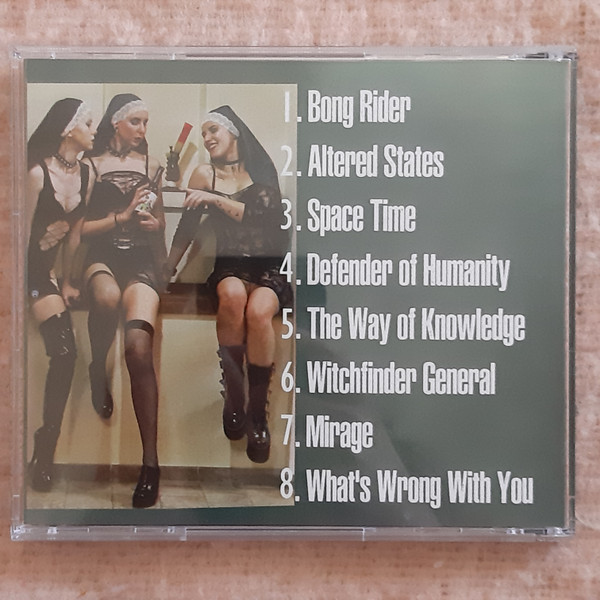 1. Bong Rider
2. Altered States
3. Space Time
4. Defender of Humanity
5. The Way of Knowledge
6. Witchfinder General
7. Mirage
8. What's Wrong With You